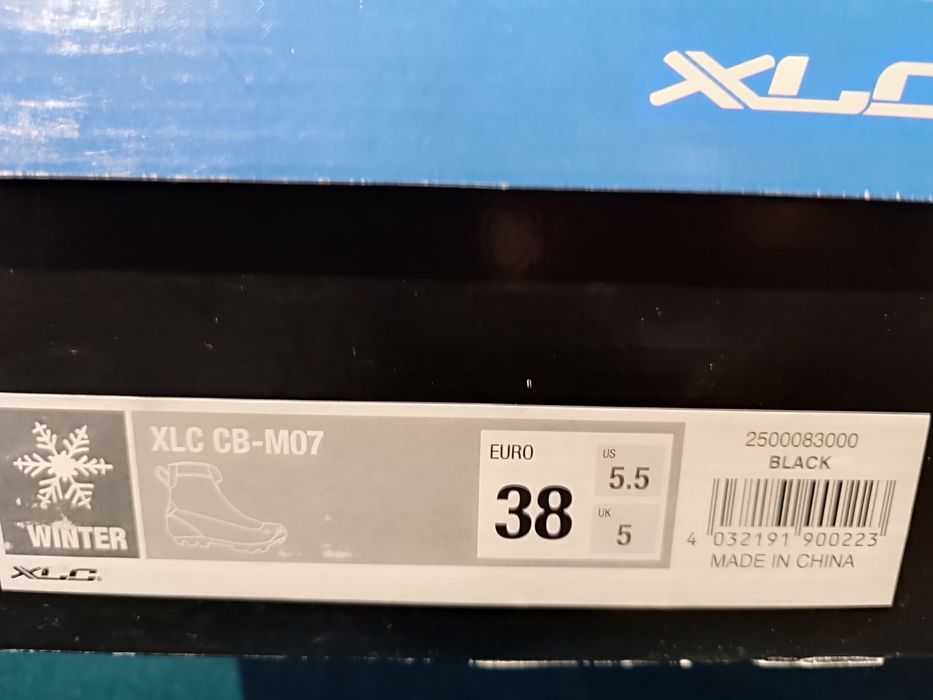 XLC
WINTER
XLC
XLC CB-M07
EURO
38
US
5.5
UK
5
2500083000
BLACK
4 032191 900223
MADE IN CHINA